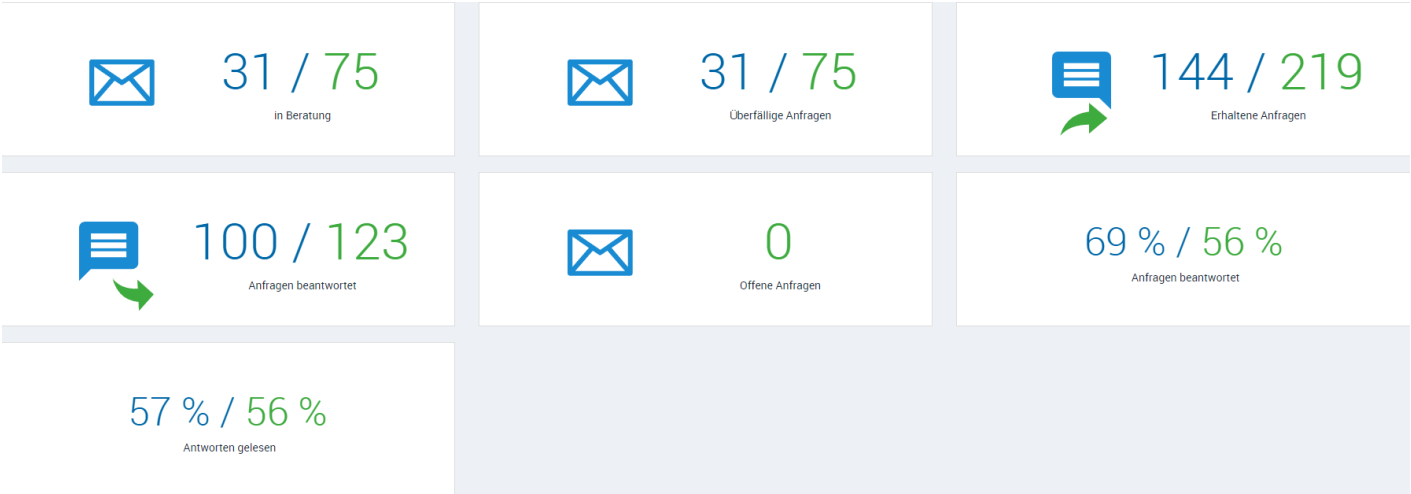 31 / 75
in Beratung
31 / 75
Überfällige Anfragen
144 / 219
Erhaltene Anfragen
100 / 123
Anfragen beantwortet
0
Offene Anfragen
69 % / 56 %
Anfragen beantwortet
57 % / 56 %
Antworten gelesen